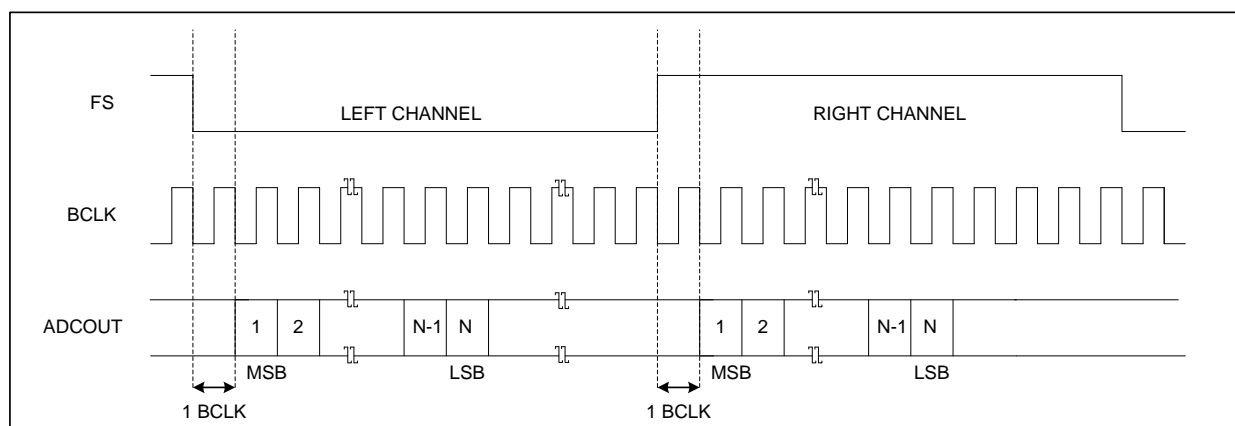 FS
LEFT CHANNEL
RIGHT CHANNEL
BCLK
ADCOUT
1 2 N-1 N
1 2 N-1 N
MSB LSB
MSB LSB
1 BCLK
1 BCLK